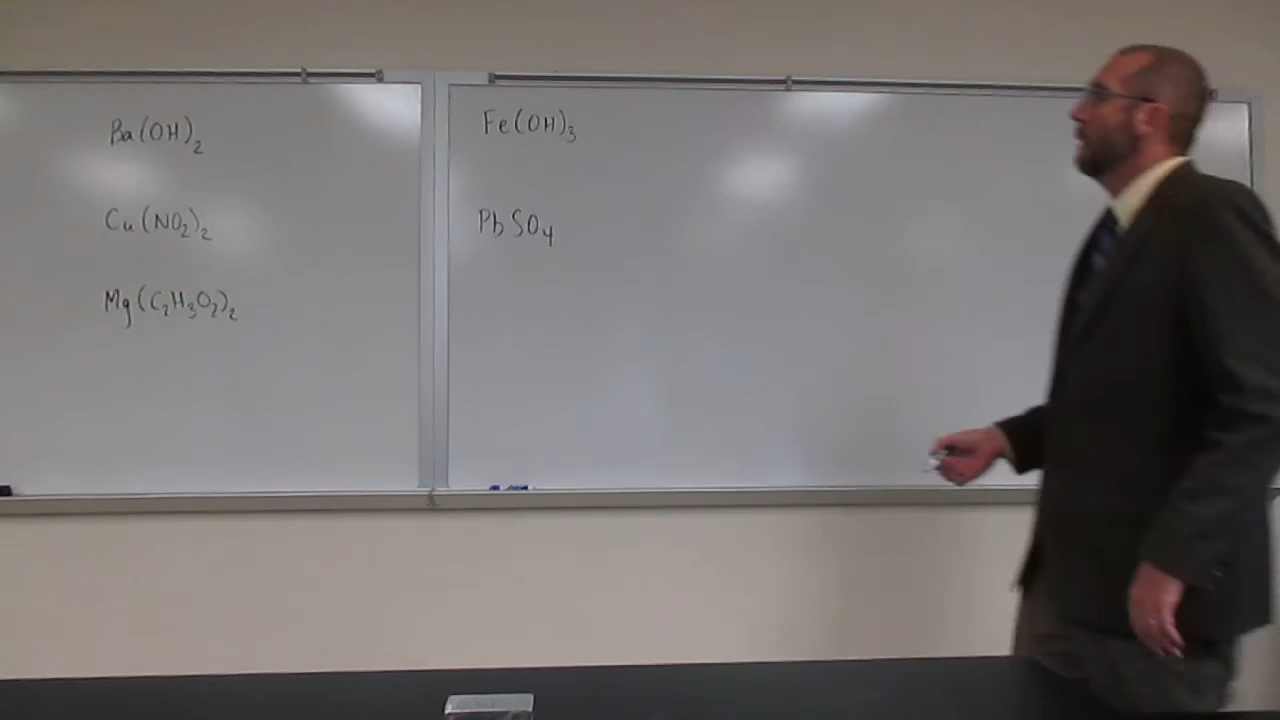 Ba(OH)₂
Cu(NO₂)₂
Mg(C₂H₃O₂)₂
Fe(OH)₃
PbSO₄